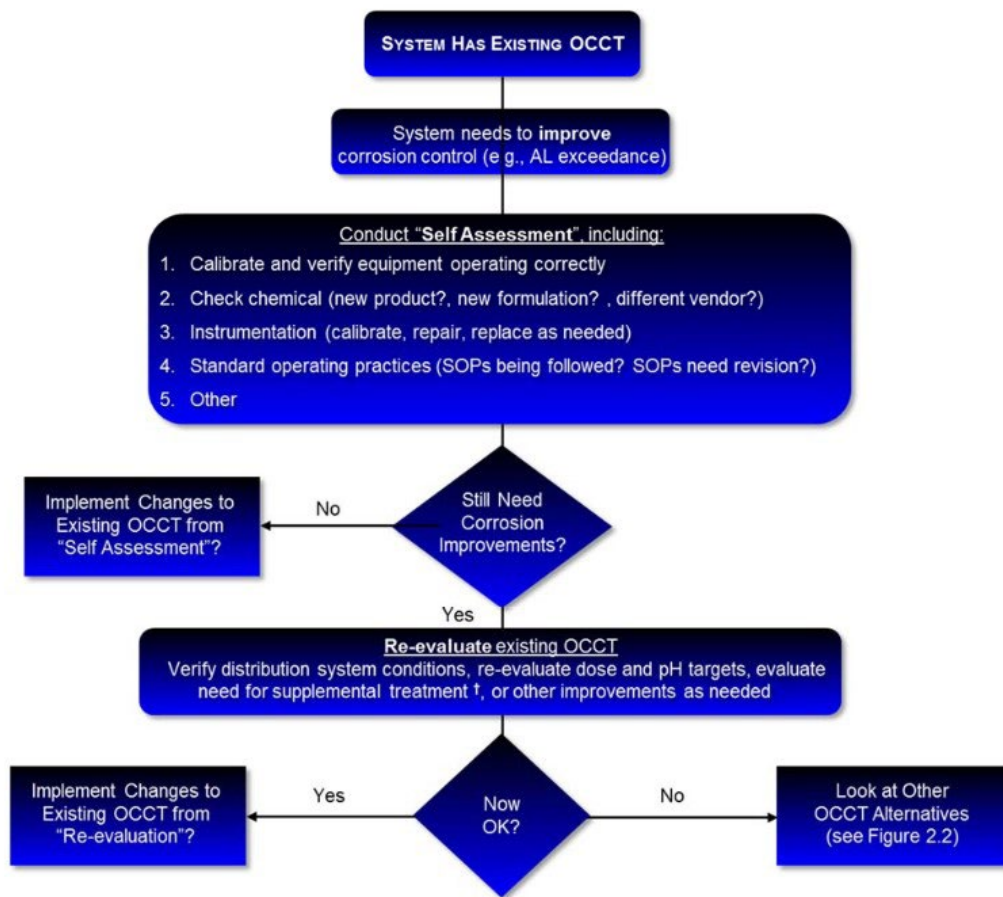 SYSTEM HAS EXISTING OCCT
System needs to improve
corrosion control (e.g., AL exceedance)
Conduct “Self Assessment”, including:
1. Calibrate and verify equipment operating correctly
2. Check chemical (new product?, new formulation? , different vendor?)
3. Instrumentation (calibrate, repair, replace as needed)
4. Standard operating practices (SOPs being followed? SOPs need revision?)
5. Other
Still Need
Corrosion
Improvements?
No
Implement Changes to
Existing OCCT from
“Self Assessment”?
Yes
Re-evaluate existing OCCT
Verify distribution system conditions, re-evaluate dose and pH targets, evaluate
need for supplemental treatment †, or other improvements as needed
Now
OK?
Yes
Implement Changes to
Existing OCCT from
“Re-evaluation”?
No
Look at Other
OCCT Alternatives
(see Figure 2.2)